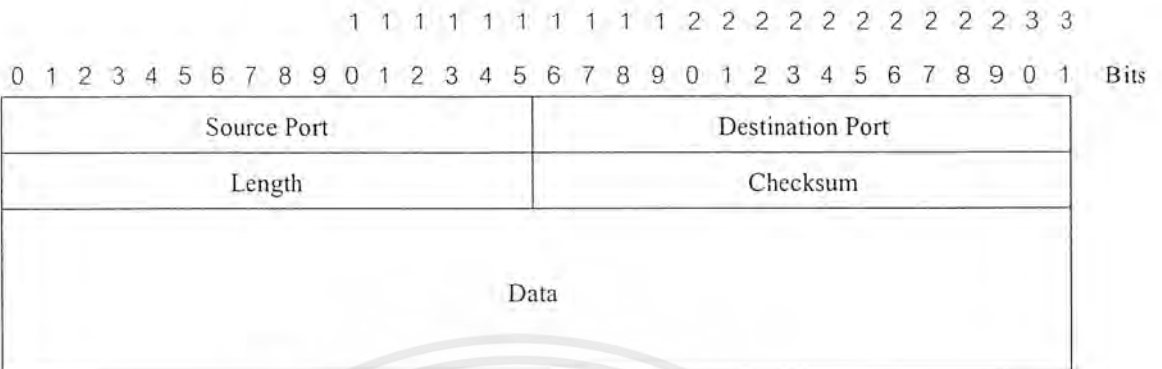 1 1 1 1 1 1 1 1 1 1 2 2 2 2 2 2 2 2 2 2 3 3
0 1 2 3 4 5 6 7 8 9 0 1 2 3 4 5 6 7 8 9 0 1 2 3 4 5 6 7 8 9 0 1 Bits
Source Port Destination Port
Length Checksum
Data